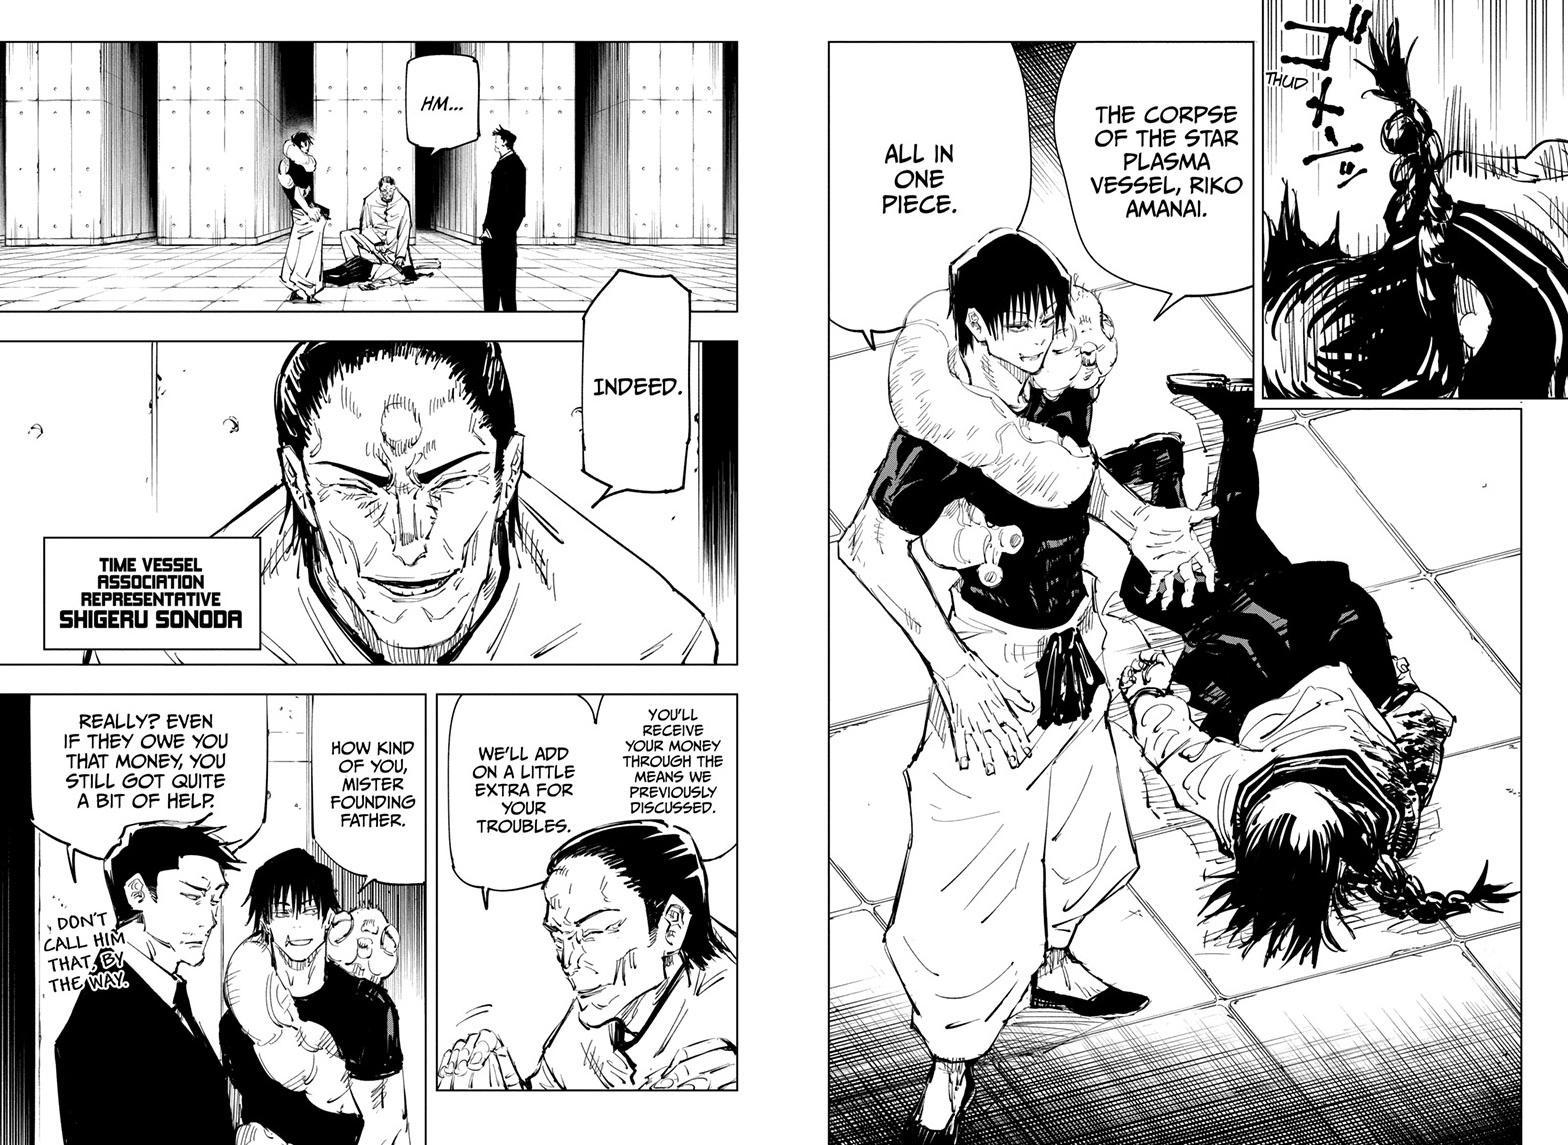 ゴ
トッ
THUD
THE CORPSE
OF THE STAR
PLASMA
VESSEL, RIKO
AMANAI.
ALL IN
ONE
PIECE.
HM...
INDEED.
TIME VESSEL
ASSOCIATION
REPRESENTATIVE
SHIGERU SONODA
YOU'LL
RECEIVE
YOUR MONEY
THROUGH THE
MEANS WE
PREVIOUSLY
DISCUSSED.
WE'LL ADD
ON A LITTLE
EXTRA FOR
YOUR
TROUBLES.
HOW KIND
OF YOU,
MISTER
FOUNDING
FATHER.
REALLY? EVEN
IF THEY OWE YOU
THAT MONEY, YOU
STILL GOT QUITE
A BIT OF HELP.
DON'T
CALL HIM
THAT, BY
THE WAY.